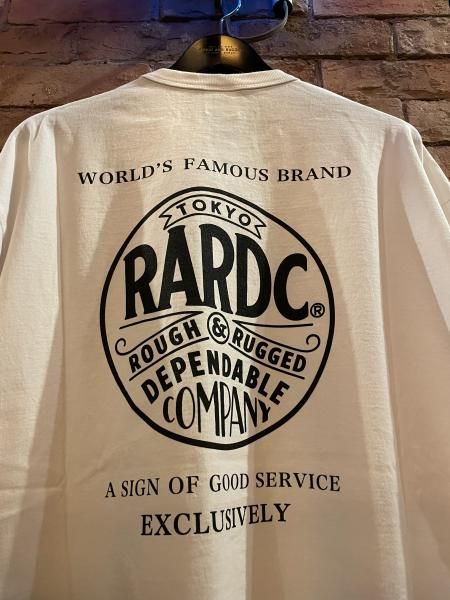 WORLD'S FAMOUS BRAND
TOKYO
RARDC®
ROUGH & RUGGED
DEPENDABLE
COMPANY
A SIGN OF GOOD SERVICE
EXCLUSIVELY